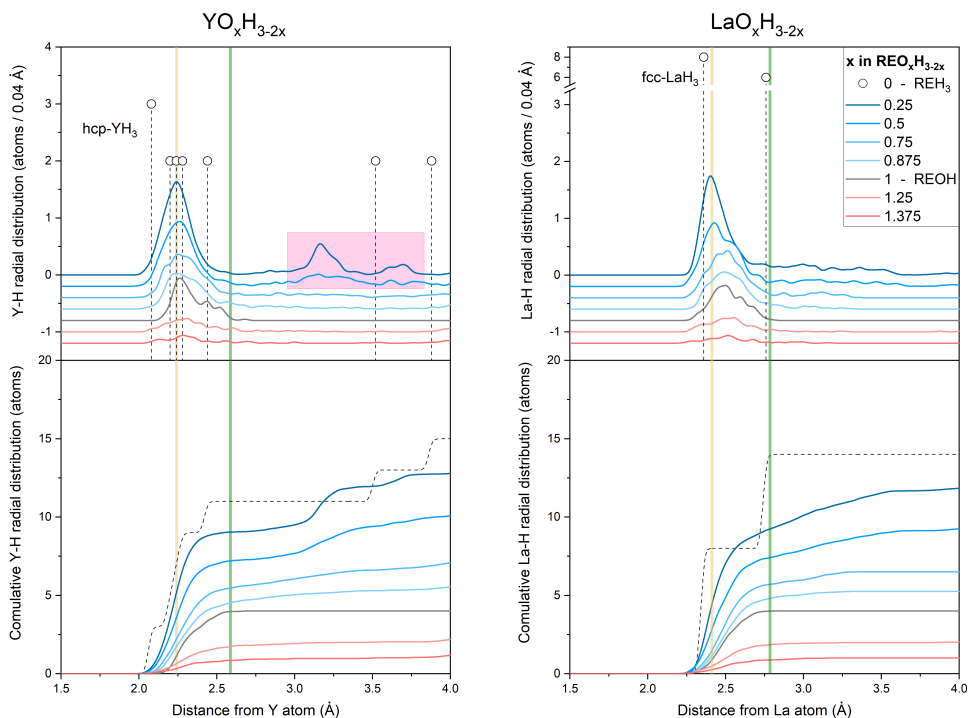 YOxH3-2x
LaOxH3-2x
Y-H radial distribution (atoms / 0.04 Å)
4
3
2
1
0
-1
hcp-YH3
La-H radial distribution (atoms / 0.04 Å)
8
6
2
1
0
-1
fcc-LaH3
x in REOxH3-2x
0 - REH3
0.25
0.5
0.75
0.875
1 - REOH
1.25
1.375
Comulative Y-H radial distribution (atoms)
20
15
10
5
0
1.5 2.0 2.5 3.0 3.5 4.0
Distance from Y atom (Å)
Comulative La-H radial distribution (atoms)
20
15
10
5
0
1.5 2.0 2.5 3.0 3.5 4.0
Distance from La atom (Å)